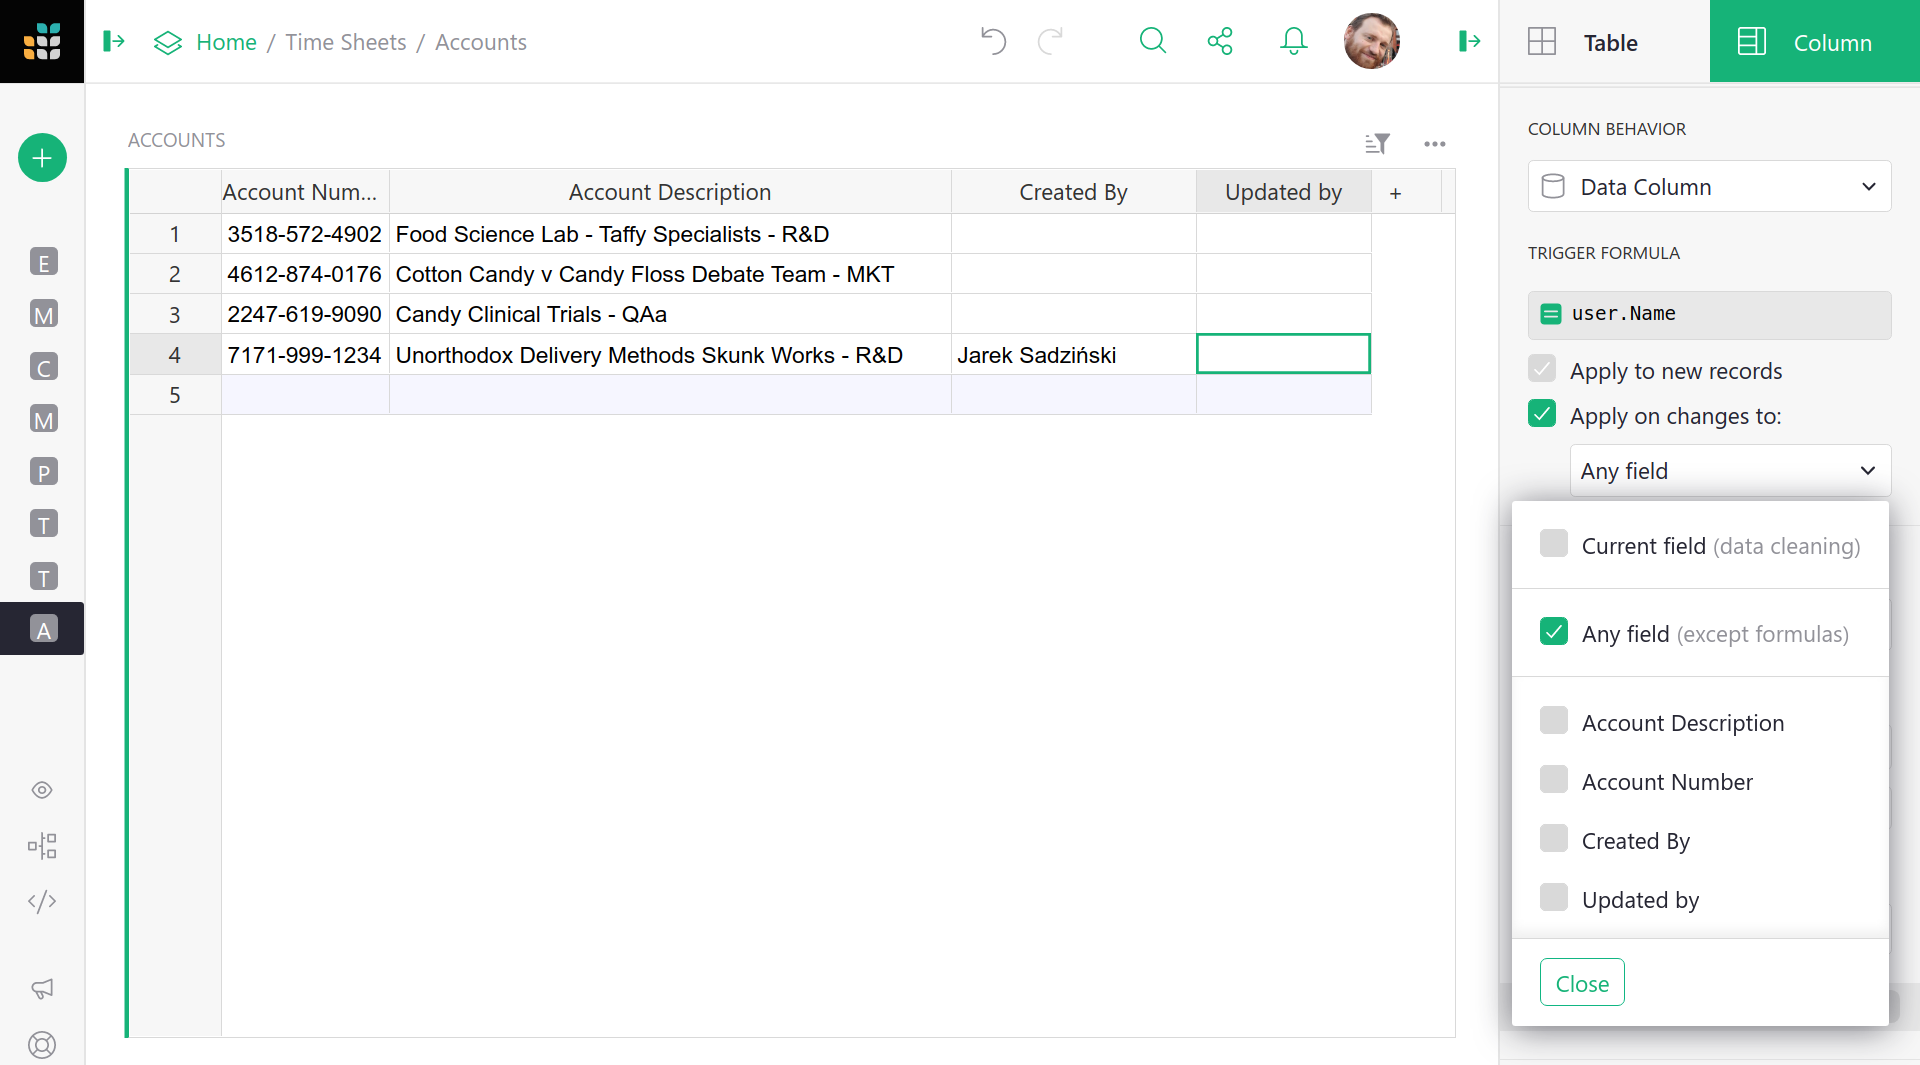 Home / Time Sheets / Accounts
Table
Column
E
M
C
M
P
T
T
A
ACCOUNTS
Account Num... Account Description Created By Updated by +
1 3518-572-4902 Food Science Lab - Taffy Specialists - R&D
2 4612-874-0176 Cotton Candy v Candy Floss Debate Team - MKT
3 2247-619-9090 Candy Clinical Trials - QAa
4 7171-999-1234 Unorthodox Delivery Methods Skunk Works - R&D Jarek Sadziński
5
COLUMN BEHAVIOR
Data Column
TRIGGER FORMULA
user.Name
Apply to new records
Apply on changes to:
Any field
Current field (data cleaning)
Any field (except formulas)
Account Description
Account Number
Created By
Updated by
Close